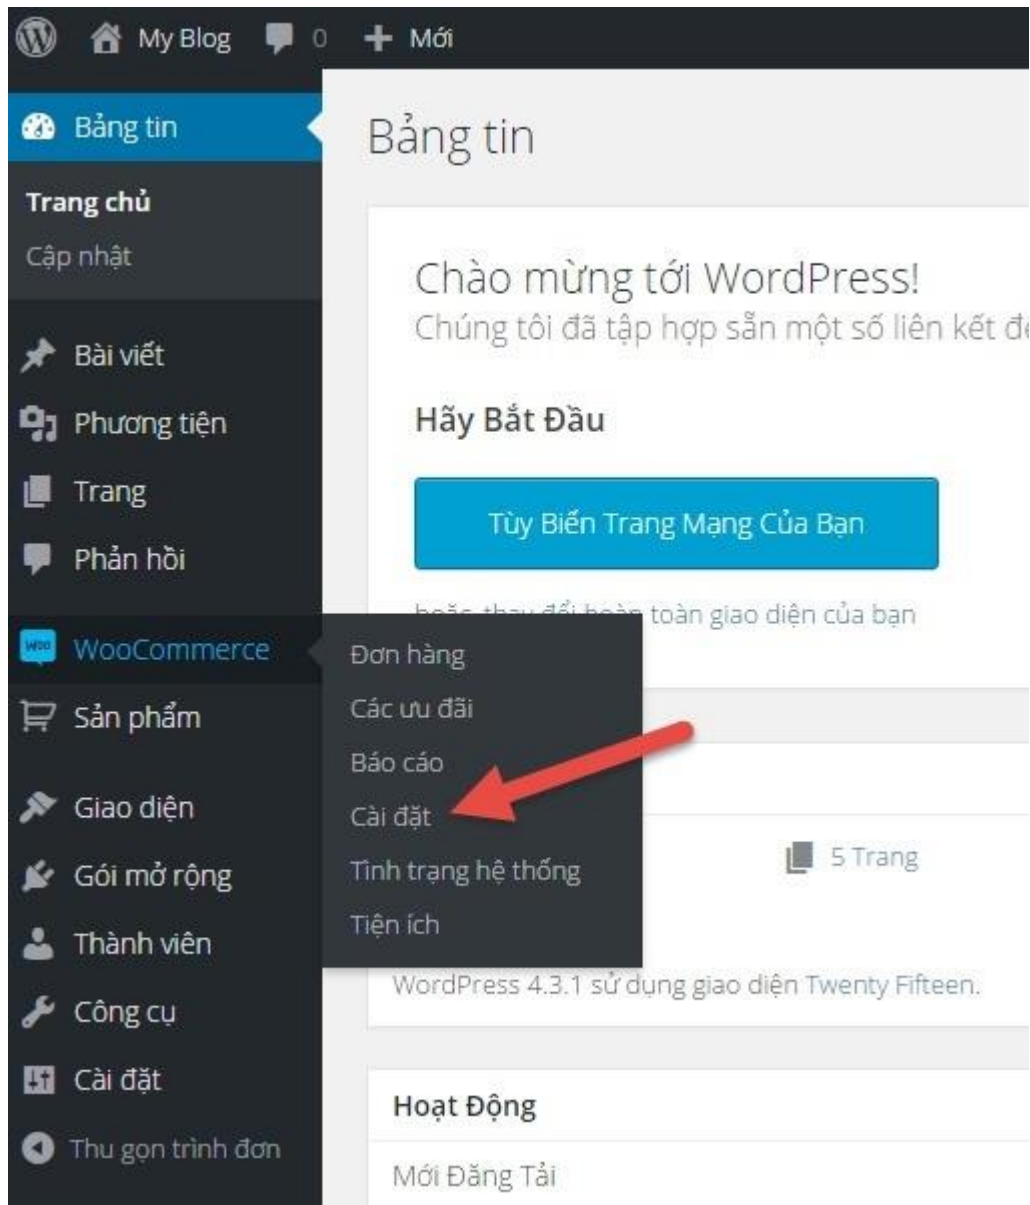 My Blog 0 Mới
Bảng tin
Trang chủ
Cập nhật
Bài viết
Phương tiện
Trang
Phản hồi
WooCommerce
Sản phẩm
Giao diện
Gói mở rộng
Thành viên
Công cụ
Cài đặt
Thu gọn trình đơn
Đơn hàng
Các ưu đãi
Báo cáo
Cài đặt
Tình trạng hệ thống
Tiện ích
Bảng tin
Chào mừng tới WordPress!
Chúng tôi đã tập hợp sẵn một số liên kết
Hãy Bắt Đầu
Tùy Biến Trang Mạng Của Bạn
toàn giao diện của bạn
5 Trang
WordPress 4.3.1 sử dụng giao diện Twenty Fifteen.
Hoạt Động
Mới Đăng Tải